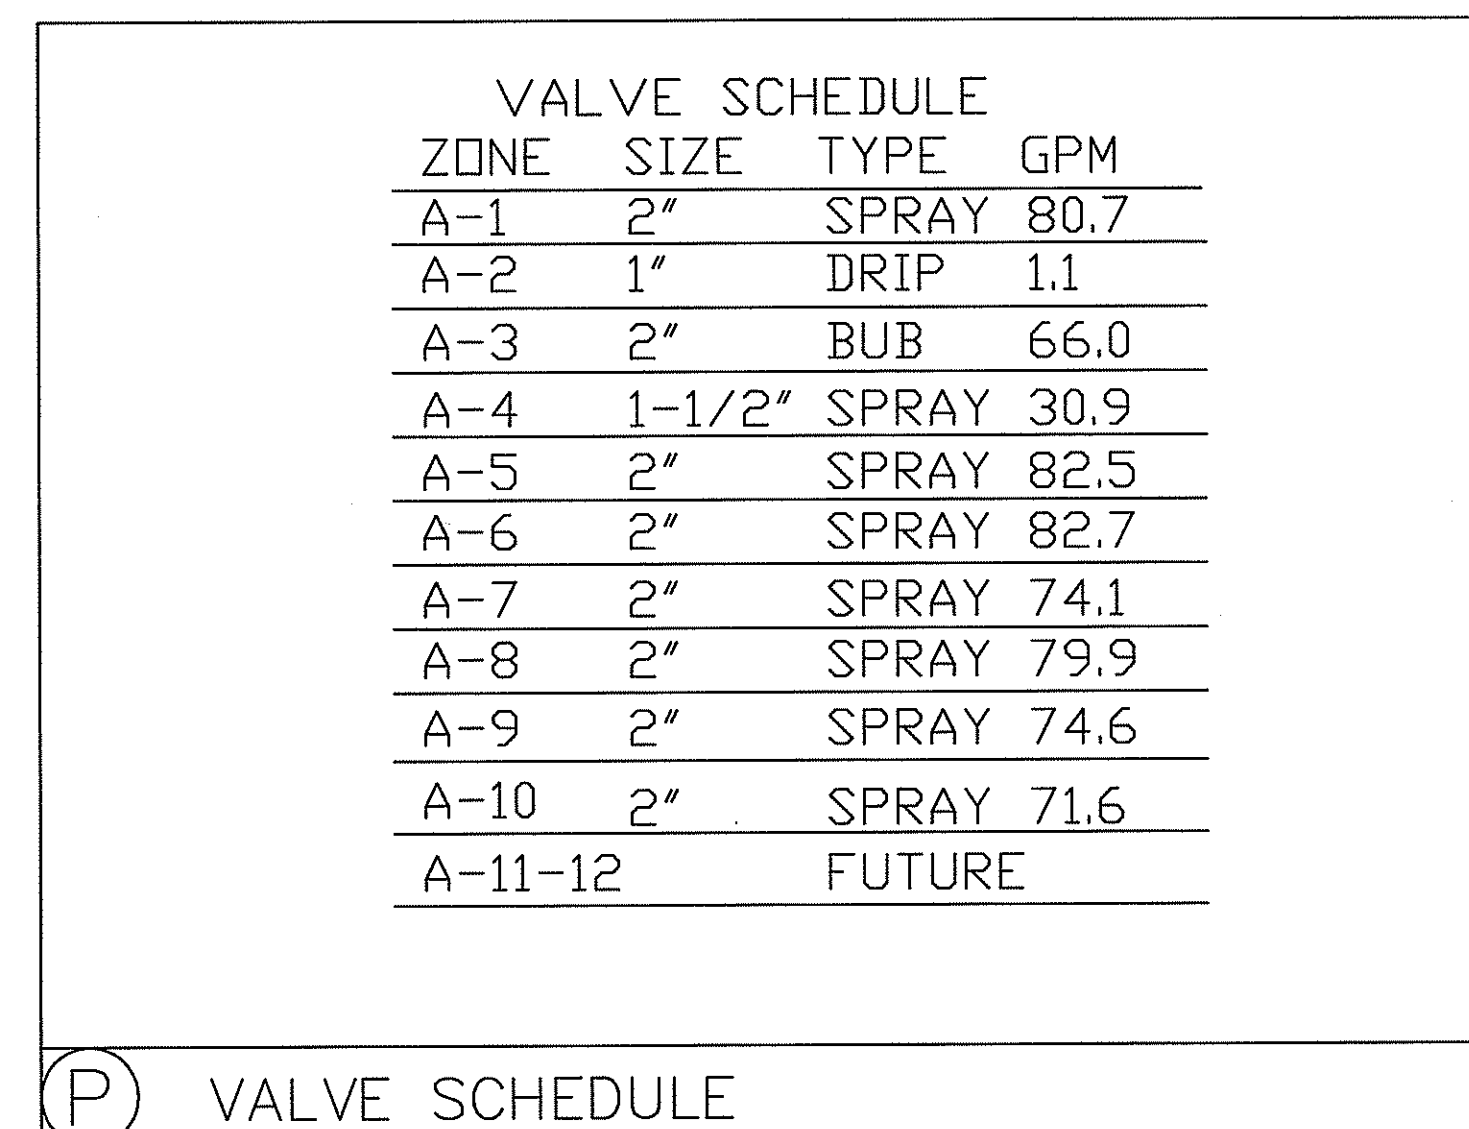 VALVE SCHEDULE
ZONE SIZE TYPE GPM
A-1 2" SPRAY 80.7
A-2 1" DRIP 1.1
A-3 2" BUB 66.0
A-4 1-1/2" SPRAY 30.9
A-5 2" SPRAY 82.5
A-6 2" SPRAY 82.7
A-7 2" SPRAY 74.1
A-8 2" SPRAY 79.9
A-9 2" SPRAY 74.6
A-10 2" SPRAY 71.6
A-11-12 FUTURE
P VALVE SCHEDULE